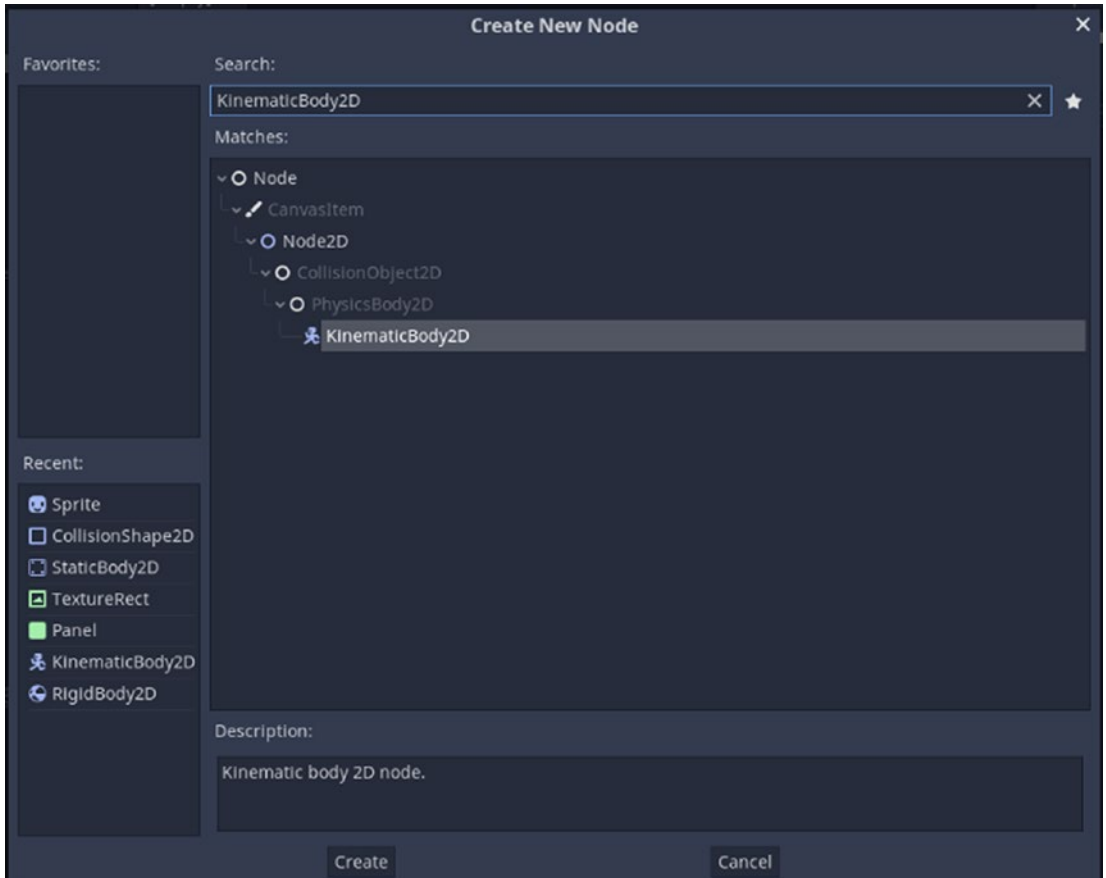 Create New Node
Favorites:
Search:
KinematicBody2D
Matches:
Node
CanvasItem
Node2D
CollisionObject2D
PhysicsBody2D
KinematicBody2D
Recent:
Sprite
CollisionShape2D
StaticBody2D
TextureRect
Panel
KinematicBody2D
RigidBody2D
Description:
Kinematic body 2D node.
Create
Cancel